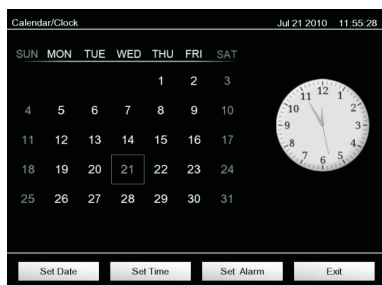 Calendar/Clock Jul 21 2010 11:55:28
SUN MON TUE WED THU FRI SAT
1 2 3
4 5 6 7 8 9 10
11 12 13 14 15 16 17
18 19 20 21 22 23 24
25 26 27 28 29 30 31
12
11 1
10 2
9 3
8 4
7 5
6
Set Date Set Time Set Alarm Exit